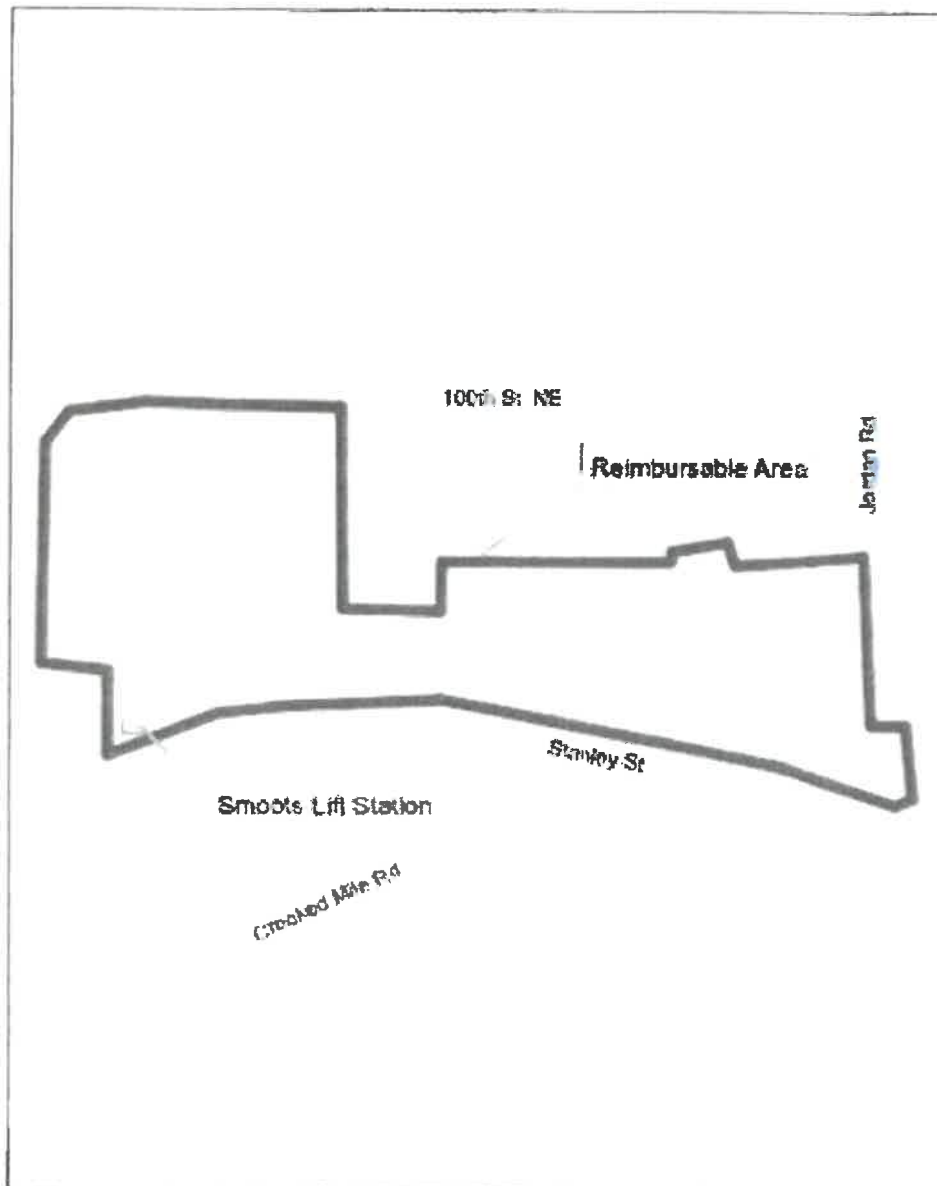 100th St NE
Reimbursable Area
Jordan Rd
Stanley St
Smoots Lift Station
Crooked Mile Rd